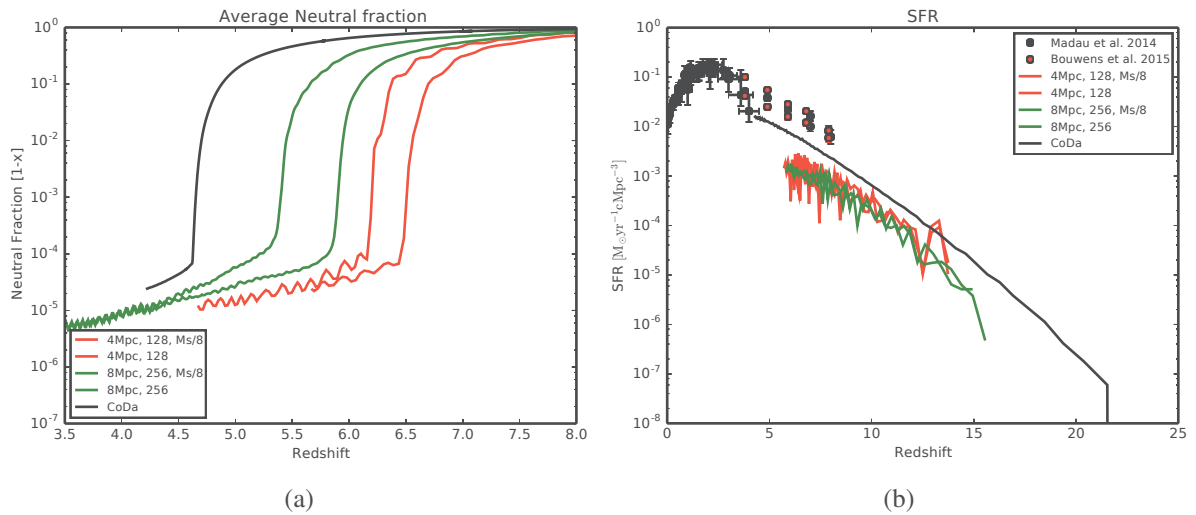 Average Neutral fraction
Neutral Fraction [1-x]
10^0
10^{-1}
10^{-2}
10^{-3}
10^{-4}
10^{-5}
10^{-6}
10^{-7}
4Mpc, 128, Ms/8
4Mpc, 128
8Mpc, 256, Ms/8
8Mpc, 256
CoDa
3.5 4.0 4.5 5.0 5.5 6.0 6.5 7.0 7.5 8.0
Redshift
(a)
SFR
SFR [M_⊙yr^{-1}cMpc^{-3}]
10^0
10^{-1}
10^{-2}
10^{-3}
10^{-4}
10^{-5}
10^{-6}
10^{-7}
10^{-8}
Madau et al. 2014
Bouwens et al. 2015
4Mpc, 128, Ms/8
4Mpc, 128
8Mpc, 256, Ms/8
8Mpc, 256
CoDa
0 5 10 15 20 25
Redshift
(b)